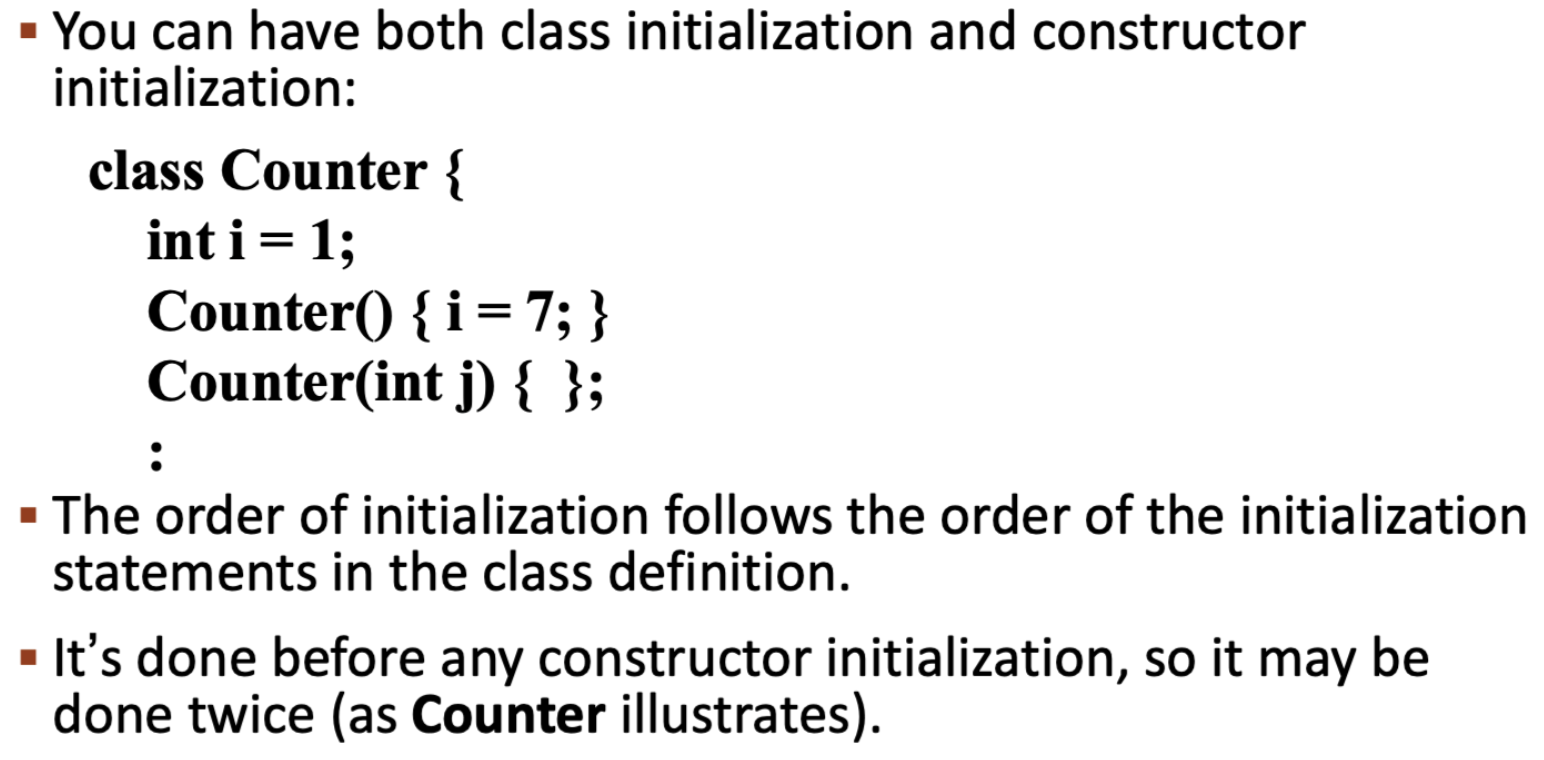 ▪ You can have both class initialization and constructor
initialization:
class Counter {
int i = 1;
Counter() { i = 7; }
Counter(int j) { };
:
▪ The order of initialization follows the order of the initialization
statements in the class definition.
▪ It’s done before any constructor initialization, so it may be
done twice (as Counter illustrates).